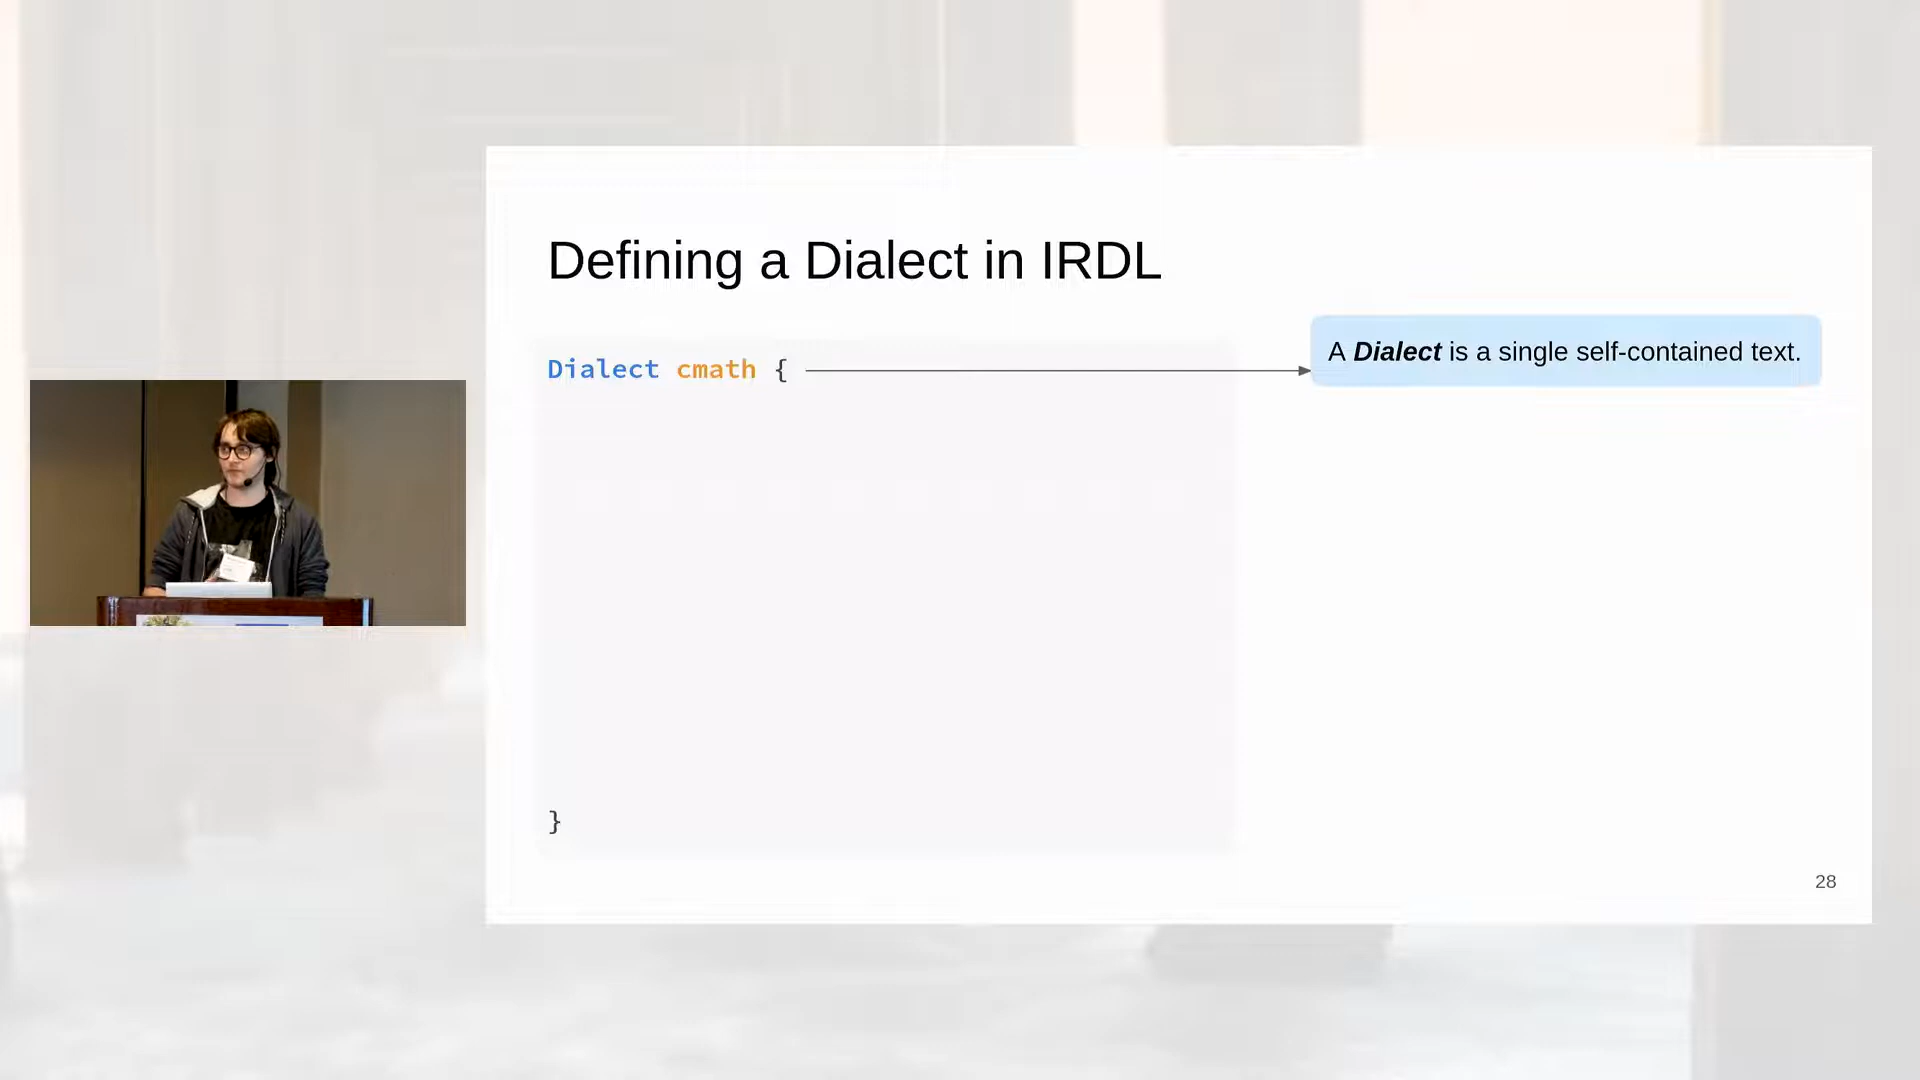 Defining a Dialect in IRDL
Dialect cmath {
A Dialect is a single self-contained text.
}
28